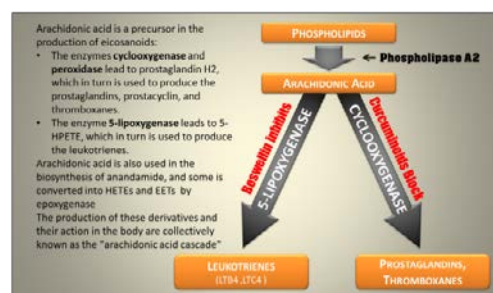 Arachidonic acid is a precursor in the
production of eicosanoids:
• The enzymes cyclooxygenase and
peroxidase lead to prostaglandin H2,
which in turn is used to produce the
prostaglandins, prostacyclin, and
thromboxanes.
• The enzyme 5-lipoxygenase leads to 5-
HPETE, which in turn is used to produce
the leukotrienes.
Arachidonic acid is also used in the
biosynthesis of anandamide, and some is
converted into HETEs and EETs by
epoxygenase
The production of these derivatives and
their action in the body are collectively
known as the "arachidonic acid cascade"
PHOSPHOLIPIDS
← Phospholipase A2
ARACHIDONIC ACID
Boswellin Inhibits
5-LIPOXYGENASE
CYCLOOXYGENASE
Curcuminoids Block
LEUKOTRIENES
(LTB4 ,LTC4 )
PROSTAGLANDINS,
THROMBOXANES